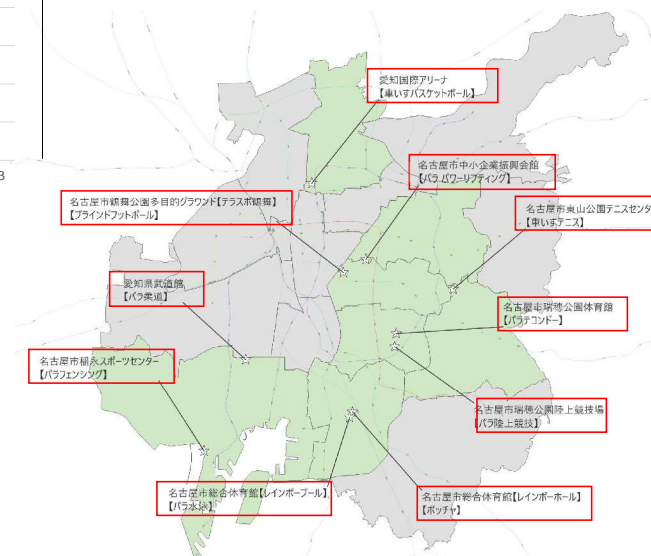 3
愛知国際アリーナ
【車いすバスケットボール】
名古屋市中小企業振興会館
【パラ パワーリフティング】
名古屋市鶴舞公園多目的グラウンド【テラスポ鶴舞】
【ブラインドフットボール】
名古屋市東山公園テニスセンタ
【車いすテニス】
愛知県武道館
【パラ柔道】
名古屋市瑞穂公園体育館
【パラテコンドー】
名古屋市稲永スポーツセンター
【パラフェンシング】
名古屋市瑞穂公園陸上競技場
【パラ陸上競技】
名古屋市総合体育館【レインボープール】
【パラ水泳】
名古屋市総合体育館【レインボーホール】
【ボッチャ】